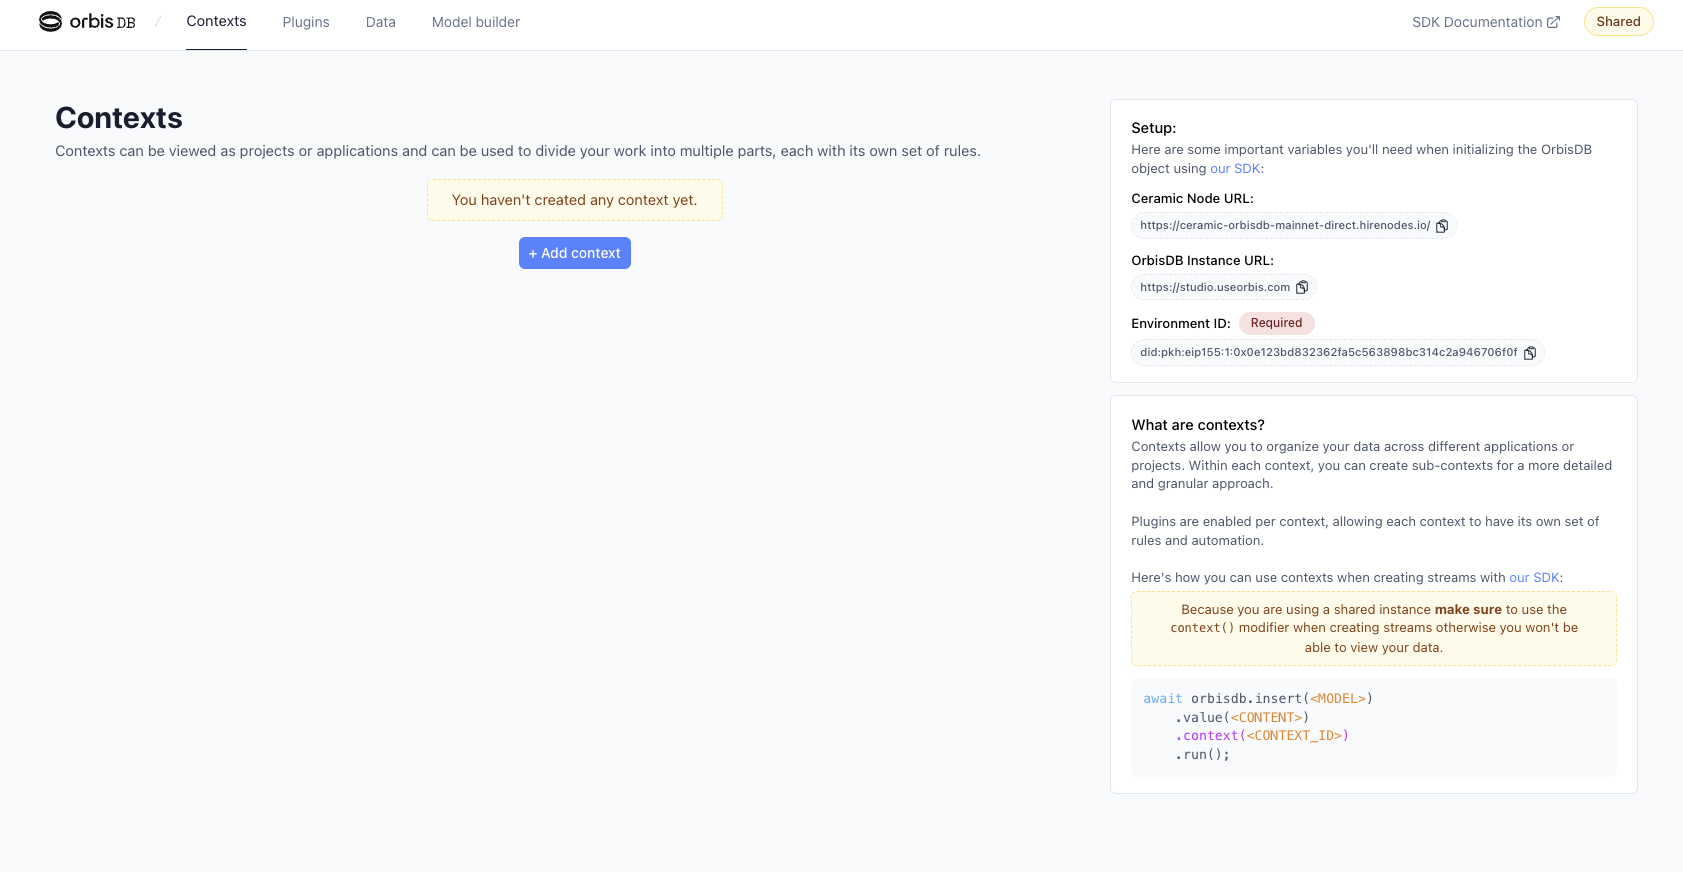 orbis DB / Contexts Plugins Data Model builder SDK Documentation Shared
Contexts
Contexts can be viewed as projects or applications and can be used to divide your work into multiple parts, each with its own set of rules.
You haven't created any context yet.
+ Add context
Setup:
Here are some important variables you'll need when initializing the OrbisDB
object using our SDK:
Ceramic Node URL:
https://ceramic-orbisdb-mainnet-direct.hirenodes.io/
OrbisDB Instance URL:
https://studio.useorbis.com
Environment ID: Required
did:pkh:eip155:1:0x0e123bd832362fa5c563898bc314c2a946706f0f
What are contexts?
Contexts allow you to organize your data across different applications or
projects. Within each context, you can create sub-contexts for a more detailed
and granular approach.
Plugins are enabled per context, allowing each context to have its own set of
rules and automation.
Here's how you can use contexts when creating streams with our SDK:
Because you are using a shared instance make sure to use the
context() modifier when creating streams otherwise you won't be
able to view your data.
await orbisdb.insert(<MODEL>)
.value(<CONTENT>)
.context(<CONTEXT_ID>)
.run();